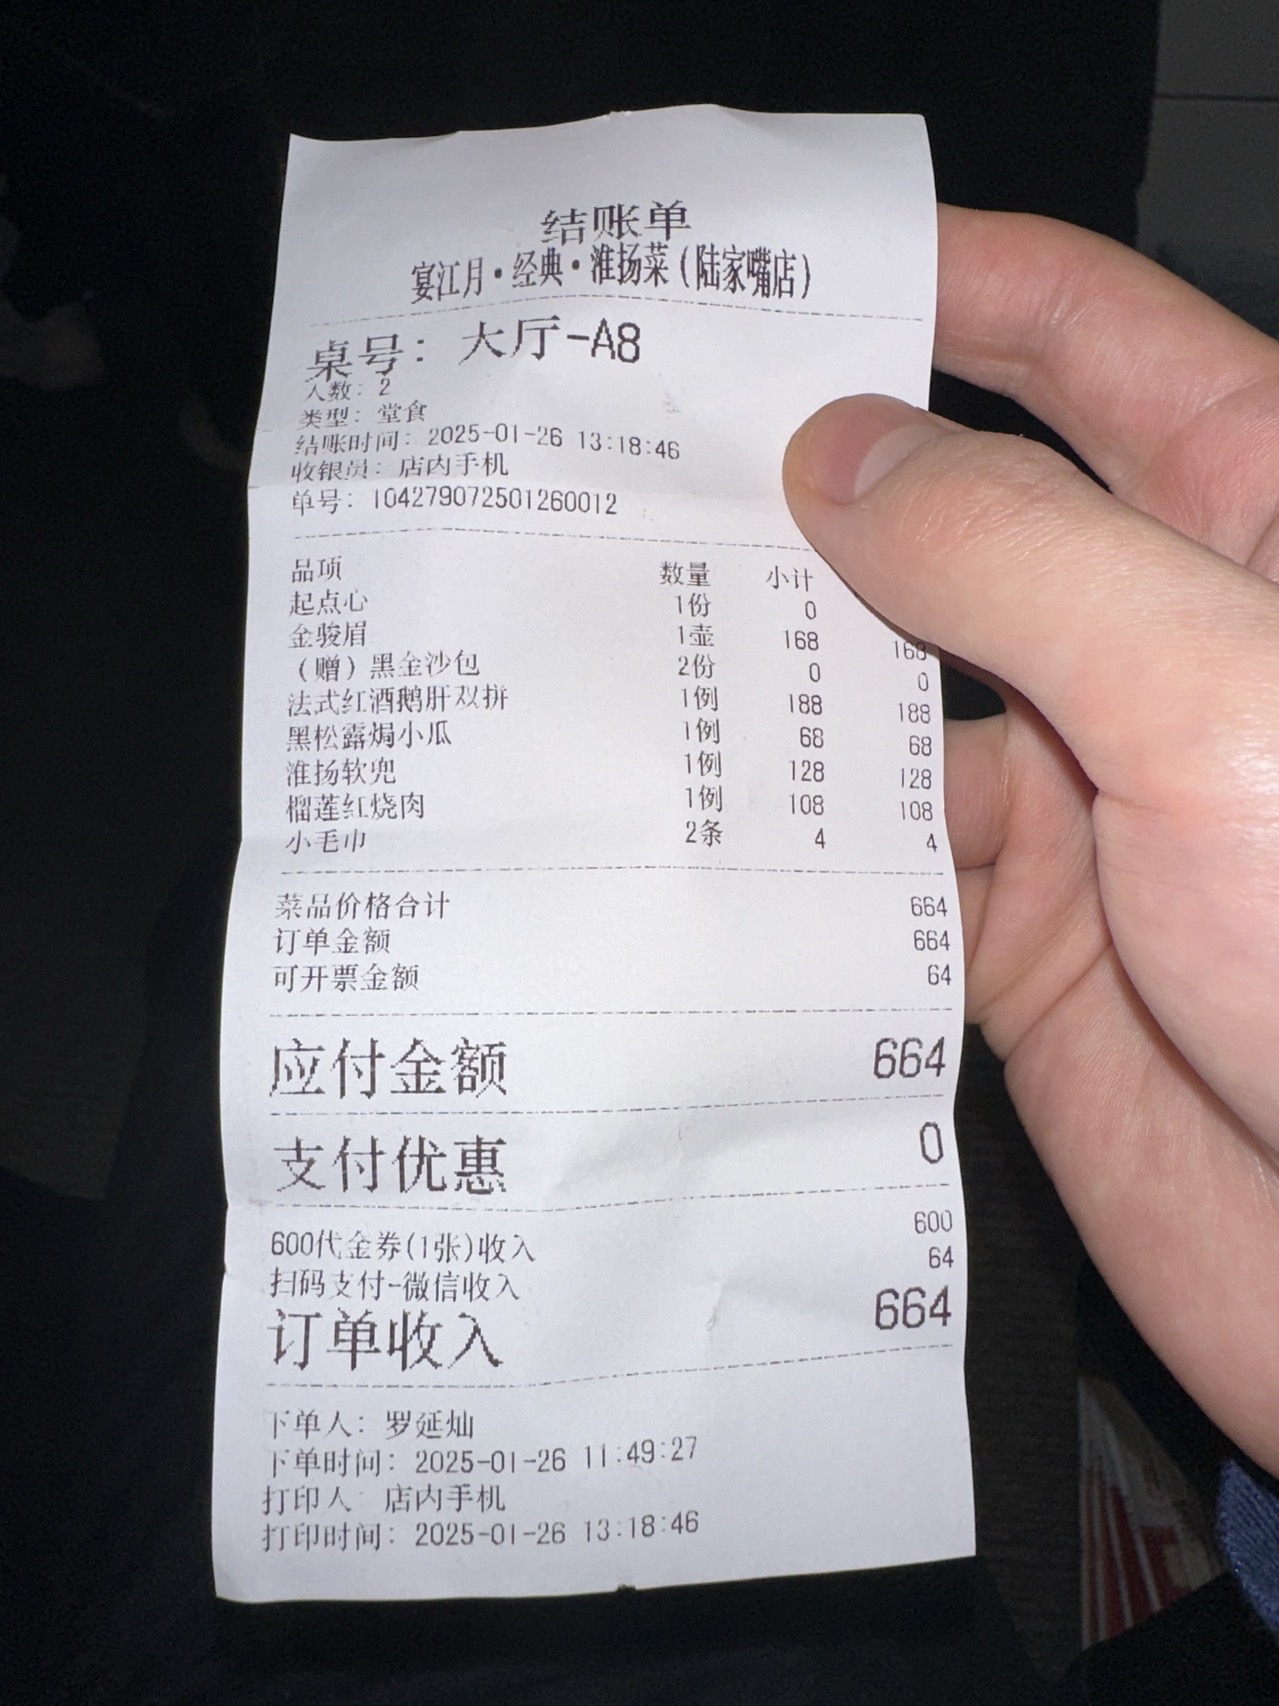 结账单
宴江月·经典·淮扬菜(陆家嘴店)
桌号: 大厅-A8
人数: 2
类型: 堂食
结账时间: 2025-01-26 13:18:46
收银员: 店内手机
单号: 104279072501260012
品项 数量 小计
起点心 1份 0
金骏眉 1壶 168 168
(赠)黑金沙包 2份 0 0
法式红酒鹅肝双拼 1例 188 188
黑松露焗小瓜 1例 68 68
淮扬软兜 1例 128 128
榴莲红烧肉 1例 108 108
小毛巾 2条 4 4
菜品价格合计 664
订单金额 664
可开票金额 64
应付金额 664
支付优惠 0
600代金券(1张)收入 600
扫码支付-微信收入 64
订单收入 664
下单人: 罗延灿
下单时间: 2025-01-26 11:49:27
打印人: 店内手机
打印时间: 2025-01-26 13:18:46